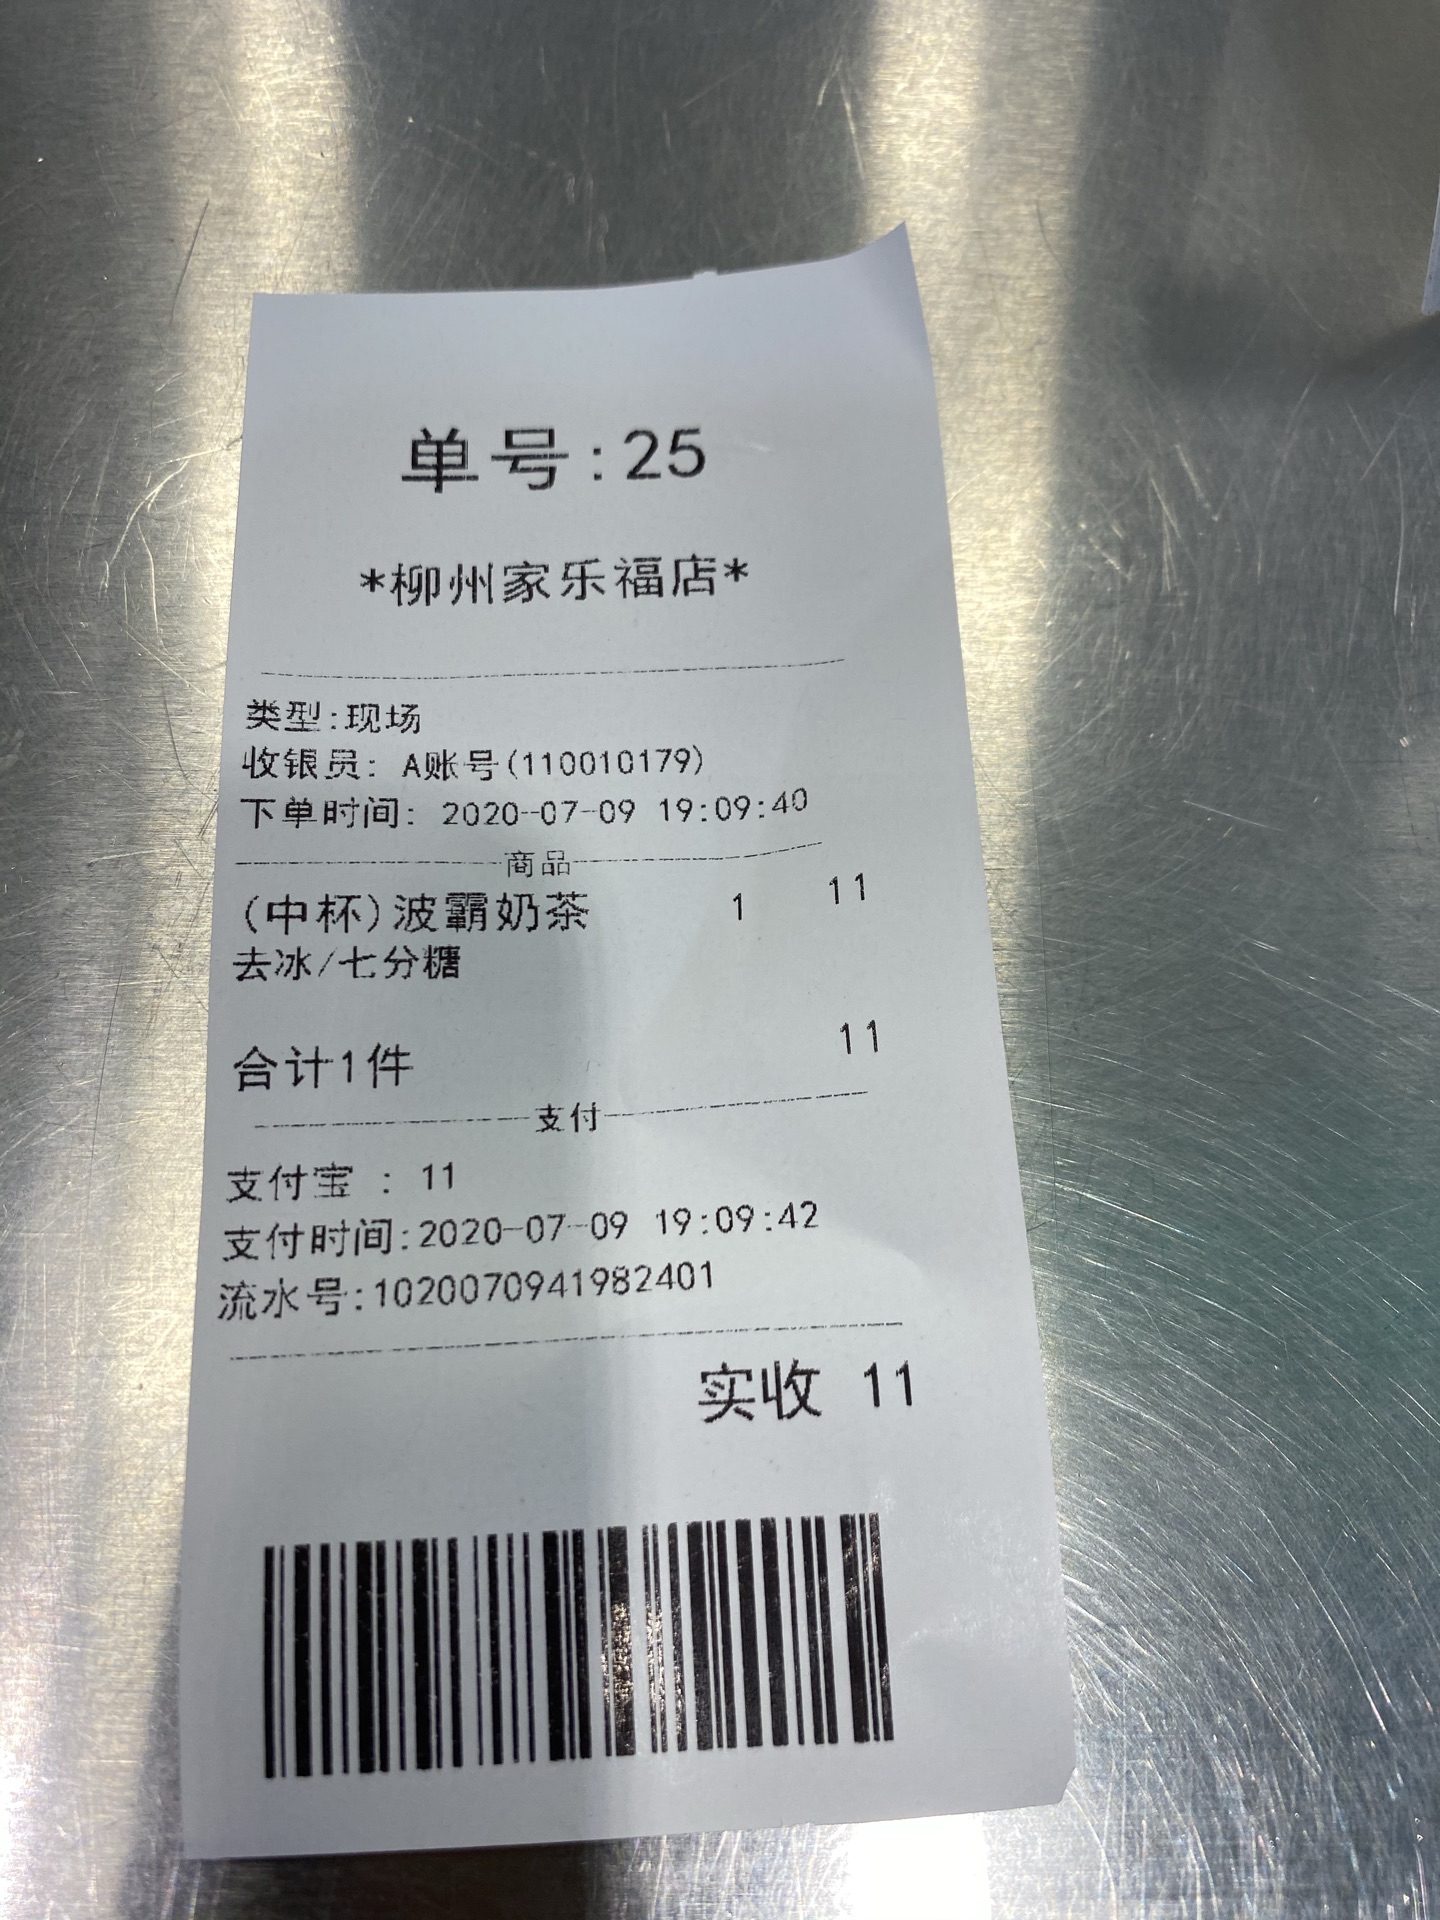 单号:25
*柳州家乐福店*
类型:现场
收银员: A账号(110010179)
下单时间: 2020-07-09 19:09:40
商品
(中杯)波霸奶茶 1 11
去冰/七分糖
合计1件 11
支付
支付宝 : 11
支付时间:2020-07-09 19:09:42
流水号:1020070941982401
实收 11